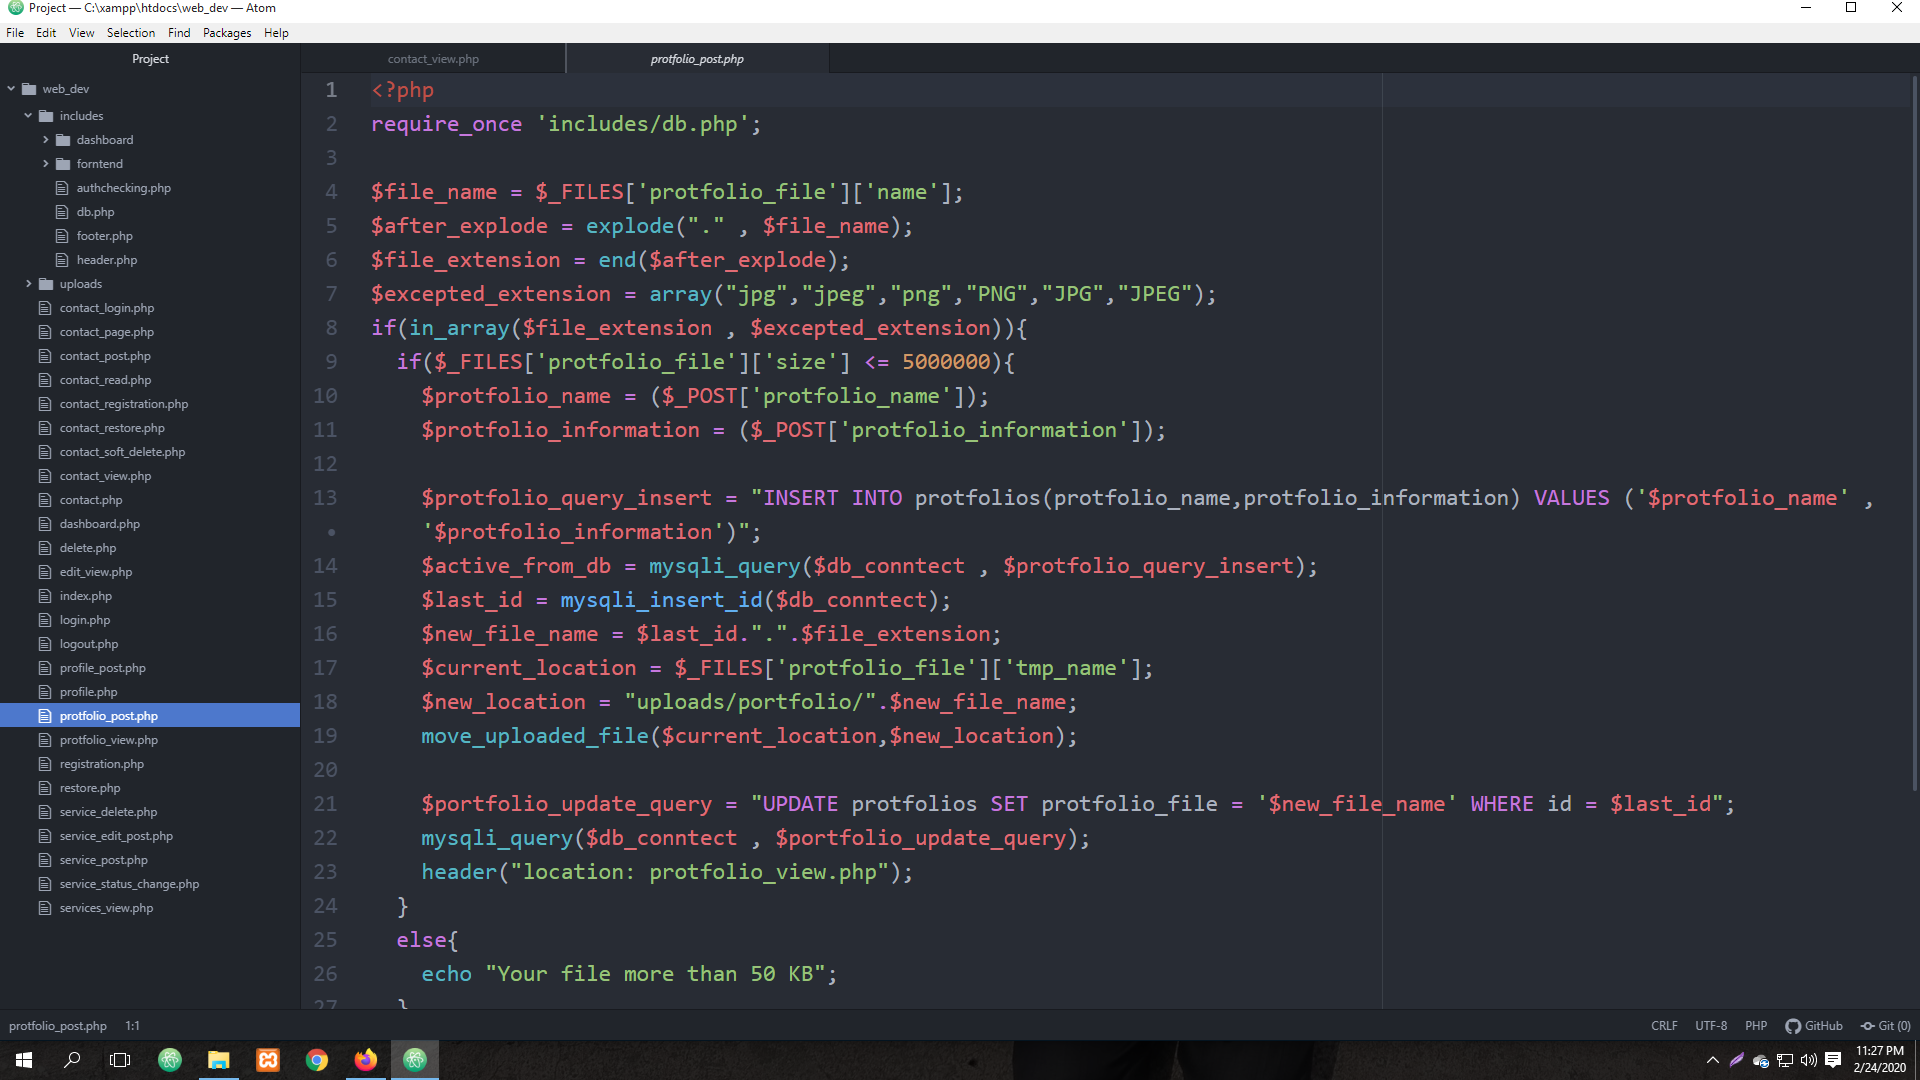 Project — C:\xampp\htdocs\web_dev — Atom
File Edit View Selection Find Packages Help
Project
web_dev
includes
dashboard
forntend
authchecking.php
db.php
footer.php
header.php
uploads
contact_login.php
contact_page.php
contact_post.php
contact_read.php
contact_registration.php
contact_restore.php
contact_soft_delete.php
contact_view.php
contact.php
dashboard.php
delete.php
edit_view.php
index.php
login.php
logout.php
profile_post.php
profile.php
protfolio_post.php
protfolio_view.php
registration.php
restore.php
service_delete.php
service_edit_post.php
service_post.php
service_status_change.php
services_view.php
contact_view.php protfolio_post.php
1 <?php
2 require_once 'includes/db.php';
3
4 $file_name = $_FILES['protfolio_file']['name'];
5 $after_explode = explode("." , $file_name);
6 $file_extension = end($after_explode);
7 $excepted_extension = array("jpg","jpeg","png","PNG","JPG","JPEG");
8 if(in_array($file_extension , $excepted_extension)){
9 if($_FILES['protfolio_file']['size'] <= 5000000){
10 $protfolio_name = ($_POST['protfolio_name']);
11 $protfolio_information = ($_POST['protfolio_information']);
12
13 $protfolio_query_insert = "INSERT INTO protfolios(protfolio_name,protfolio_information) VALUES ('$protfolio_name' ,
• '$protfolio_information')";
14 $active_from_db = mysqli_query($db_conntect , $protfolio_query_insert);
15 $last_id = mysqli_insert_id($db_conntect);
16 $new_file_name = $last_id.".".$file_extension;
17 $current_location = $_FILES['protfolio_file']['tmp_name'];
18 $new_location = "uploads/portfolio/".$new_file_name;
19 move_uploaded_file($current_location,$new_location);
20
21 $portfolio_update_query = "UPDATE protfolios SET protfolio_file = '$new_file_name' WHERE id = $last_id";
22 mysqli_query($db_conntect , $portfolio_update_query);
23 header("location: protfolio_view.php");
24 }
25 else{
26 echo "Your file more than 50 KB";
27 }
protfolio_post.php 1:1 CRLF UTF-8 PHP GitHub Git (0)
11:27 PM
2/24/2020